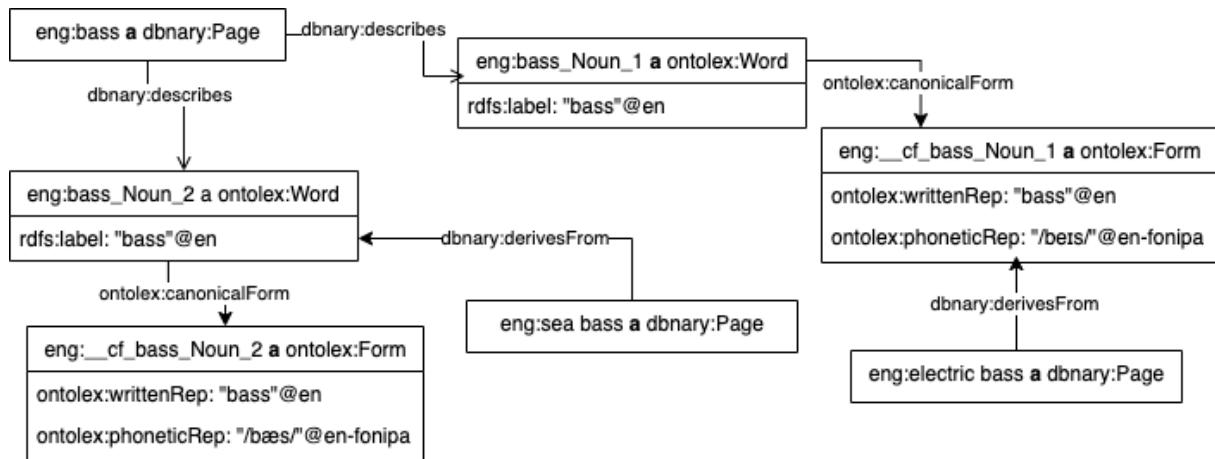 eng:bass a dbnary:Page
dbnary:describes
dbnary:describes
eng:bass_Noun_1 a ontolex:Word
rdfs:label: "bass"@en
ontolex:canonicalForm
eng:__cf_bass_Noun_1 a ontolex:Form
ontolex:writtenRep: "bass"@en
ontolex:phoneticRep: "/beɪs/"@en-fonipa
eng:bass_Noun_2 a ontolex:Word
rdfs:label: "bass"@en
dbnary:derivesFrom
ontolex:canonicalForm
dbnary:derivesFrom
eng:sea bass a dbnary:Page
eng:__cf_bass_Noun_2 a ontolex:Form
ontolex:writtenRep: "bass"@en
ontolex:phoneticRep: "/bæs/"@en-fonipa
eng:electric bass a dbnary:Page